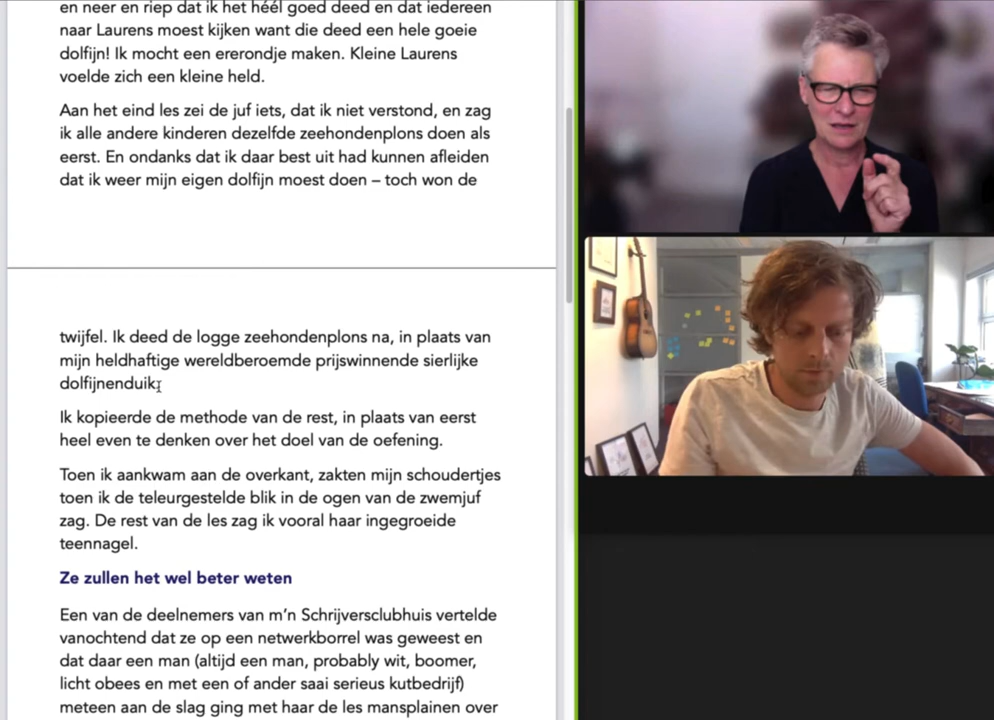 en neer en riep dat ik het héél goed deed en dat iedereen
naar Laurens moest kijken want die deed een hele goeie
dolfijn! Ik mocht een ererondje maken. Kleine Laurens
voelde zich een kleine held.
Aan het eind les zei de juf iets, dat ik niet verstond, en zag
ik alle andere kinderen dezelfde zeehondenplons doen als
eerst. En ondanks dat ik daar best uit had kunnen afleiden
dat ik weer mijn eigen dolfijn moest doen – toch won de
twijfel. Ik deed de logge zeehondenplons na, in plaats van
mijn heldhaftige wereldberoemde prijswinnende sierlijke
dolfijnenduik.
Ik kopieerde de methode van de rest, in plaats van eerst
heel even te denken over het doel van de oefening.
Toen ik aankwam aan de overkant, zakten mijn schoudertjes
toen ik de teleurgestelde blik in de ogen van de zwemjuf
zag. De rest van de les zag ik vooral haar ingegroeide
teennagel.
Ze zullen het wel beter weten
Een van de deelnemers van m'n Schrijversclubhuis vertelde
vanochtend dat ze op een netwerkborrel was geweest en
dat daar een man (altijd een man, probably wit, boomer,
licht obees en met een of ander saai serieus kutbedrijf)
meteen aan de slag ging met haar de les mansplainen over